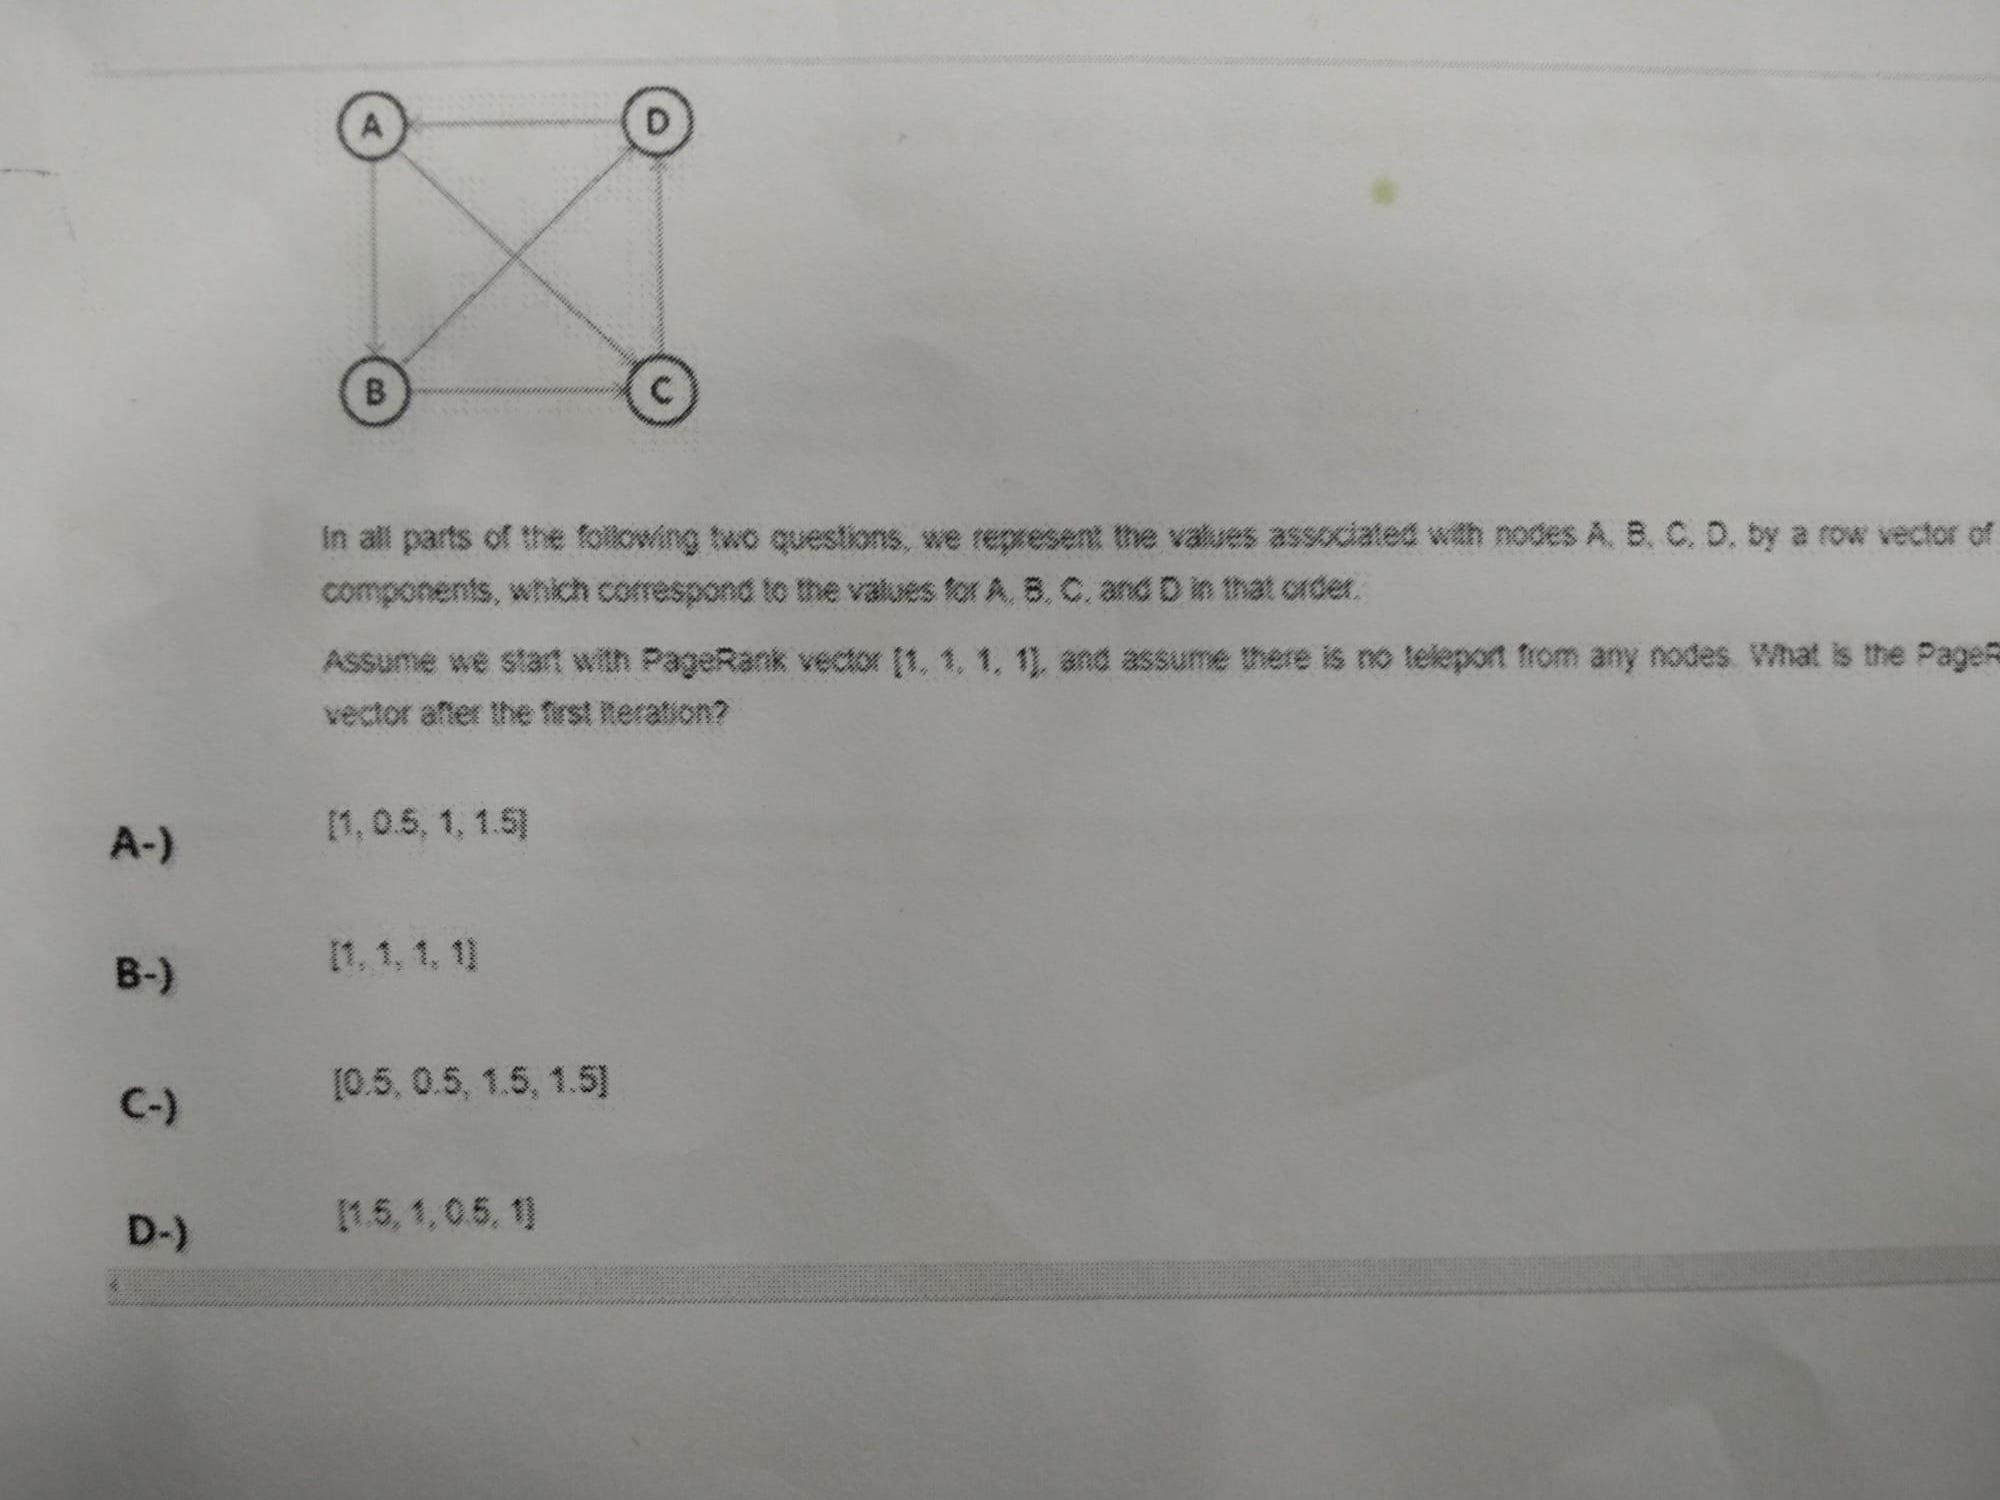 A D
B C
In all parts of the following two questions, we represent the values associated with nodes A, B, C, D, by a row vector of
components, which correspond to the values for A, B, C, and D in that order.
Assume we start with PageRank vector [1, 1, 1, 1], and assume there is no teleport from any nodes. What is the PageR
vector after the first iteration?
A-) [1, 0.5, 1, 1.5]
B-) [1, 1, 1, 1]
C-) [0.5, 0.5, 1.5, 1.5]
D-) [1.5, 1, 0.5, 1]